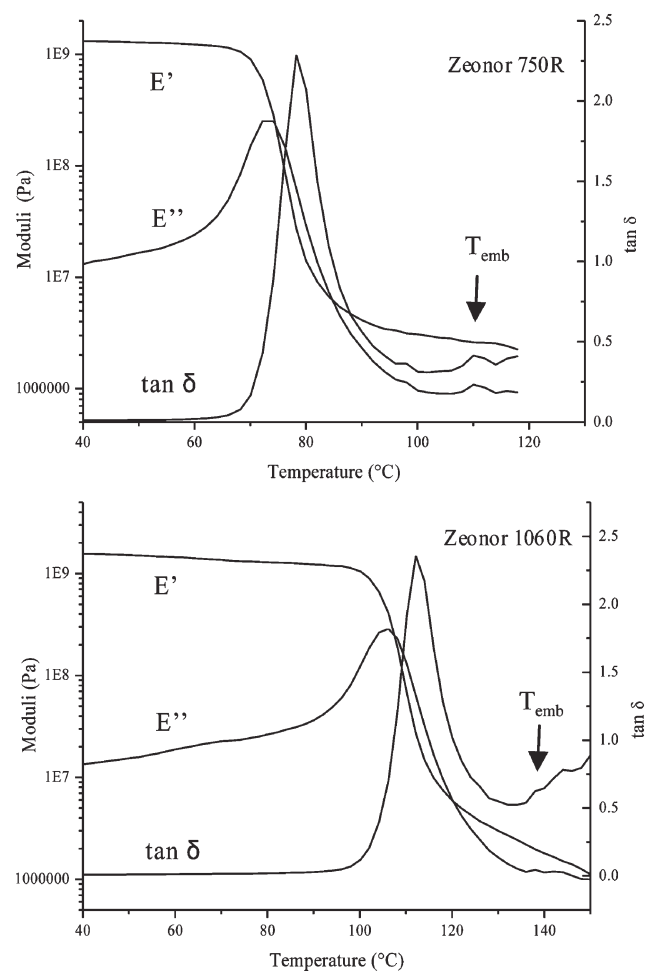 Zeonor 750R
E'
E''
tan δ
T emb
Moduli (Pa)
1E9
1E8
1E7
1000000
tan δ
2.5
2.0
1.5
1.0
0.5
0.0
40 60 80 100 120
Temperature (°C)
Zeonor 1060R
E'
E''
tan δ
T emb
Moduli (Pa)
1E9
1E8
1E7
1000000
tan δ
2.5
2.0
1.5
1.0
0.5
0.0
40 60 80 100 120 140
Temperature (°C)